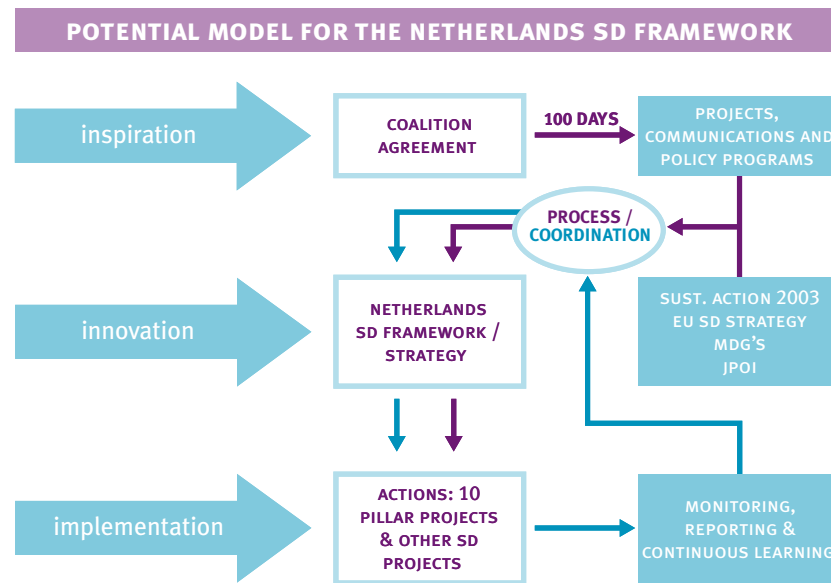 POTENTIAL MODEL FOR THE NETHERLANDS SD FRAMEWORK
inspiration
COALITION
AGREEMENT
100 DAYS
PROJECTS,
COMMUNICATIONS AND
POLICY PROGRAMS
PROCESS /
COORDINATION
innovation
NETHERLANDS
SD FRAMEWORK /
STRATEGY
SUST. ACTION 2003
EU SD STRATEGY
MDG'S
JPOI
implementation
ACTIONS: 10
PILLAR PROJECTS
& OTHER SD
PROJECTS
MONITORING,
REPORTING &
CONTINUOUS LEARNING